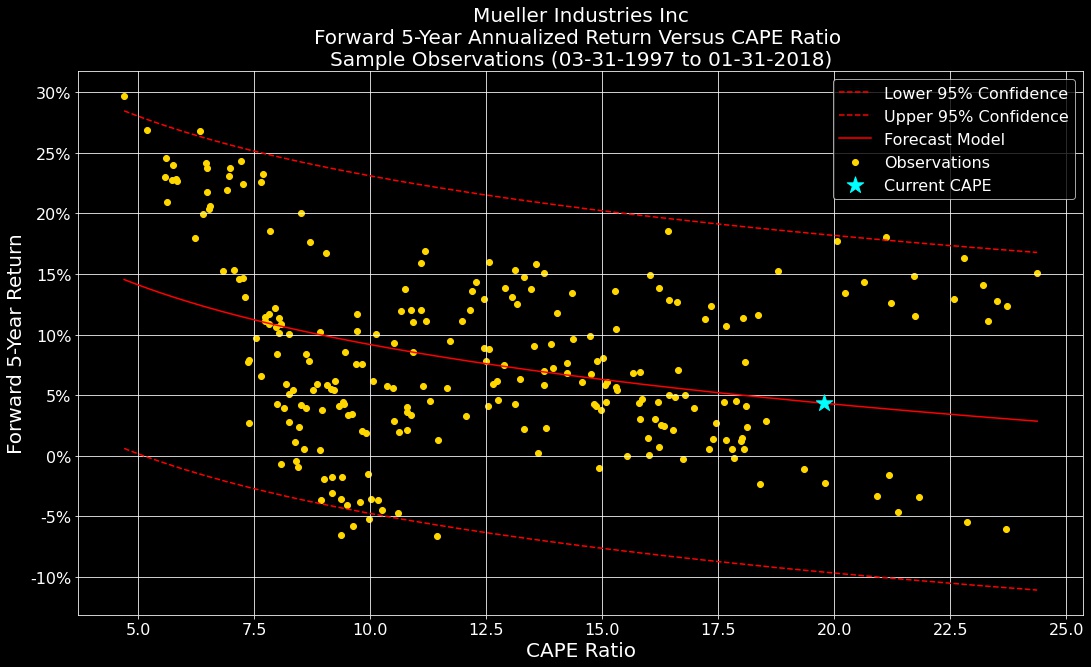 Mueller Industries Inc
Forward 5-Year Annualized Return Versus CAPE Ratio
Sample Observations (03-31-1997 to 01-31-2018)
Lower 95% Confidence
Upper 95% Confidence
Forecast Model
Observations
Current CAPE
Forward 5-Year Return
30%
25%
20%
15%
10%
5%
0%
-5%
-10%
5.0 7.5 10.0 12.5 15.0 17.5 20.0 22.5 25.0
CAPE Ratio